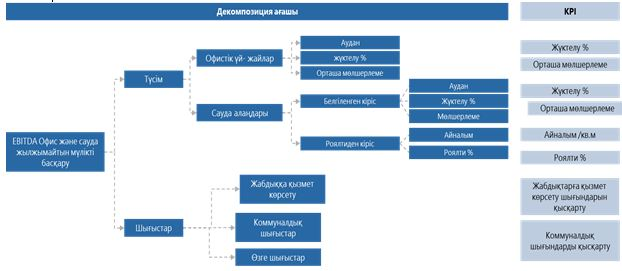 Декомпозиция ағашы
KPI
Аудан
Офистік үй- жайлар
жүктелу %
Орташа мөлшерлеме
Жүктелу %
Орташа мөлшерлеме
Түсім
Аудан
Белгіленген кіріс
Жүктелу %
Мөлшерлеме
Сауда алаңдары
Жүктелу %
Орташа мөлшерлеме
Роялтиден кіріс
Айналым
Роялти %
Айналым /кв.м
Роялти %
EBITDA Офис және сауда
жылжымайтын мүлікті
басқару
Шығыстар
Жабдыққа қызмет
көрсету
Коммуналдық
шығыстар
Өзге шығыстар
Жабдықтарға қызмет
көрсету шығындарын
қысқарту
Коммуналдық
шығындарды қысқарту